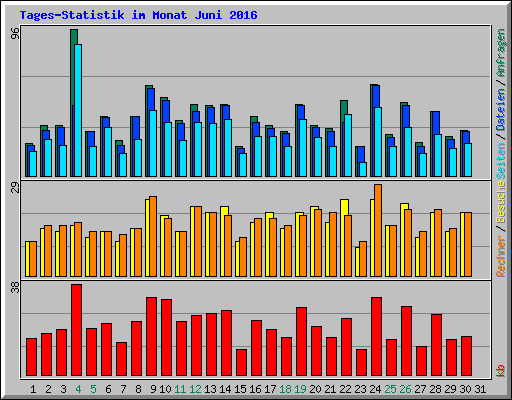 Tages-Statistik im Monat Juni 2016
96
29
38
Rechner / Besuche Seiten / Dateien / Anfragen
kb
1 2 3 4 5 6 7 8 9 10 11 12 13 14 15 16 17 18 19 20 21 22 23 24 25 26 27 28 29 30 31